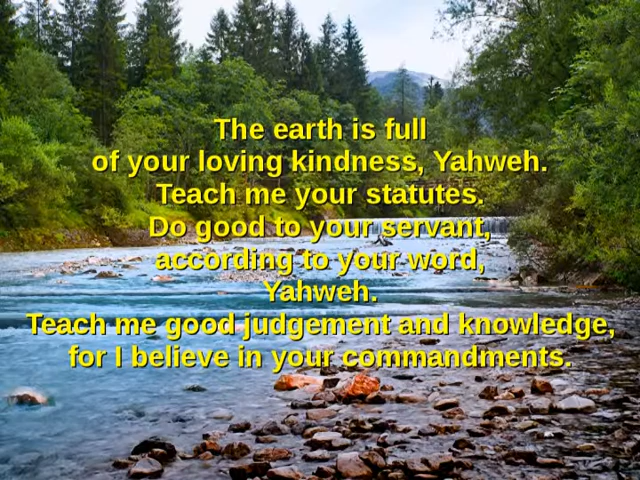 The earth is full
of your loving kindness, Yahweh.
Teach me your statutes.
Do good to your servant,
according to your word,
Yahweh.
Teach me good judgement and knowledge,
for I believe in your commandments.